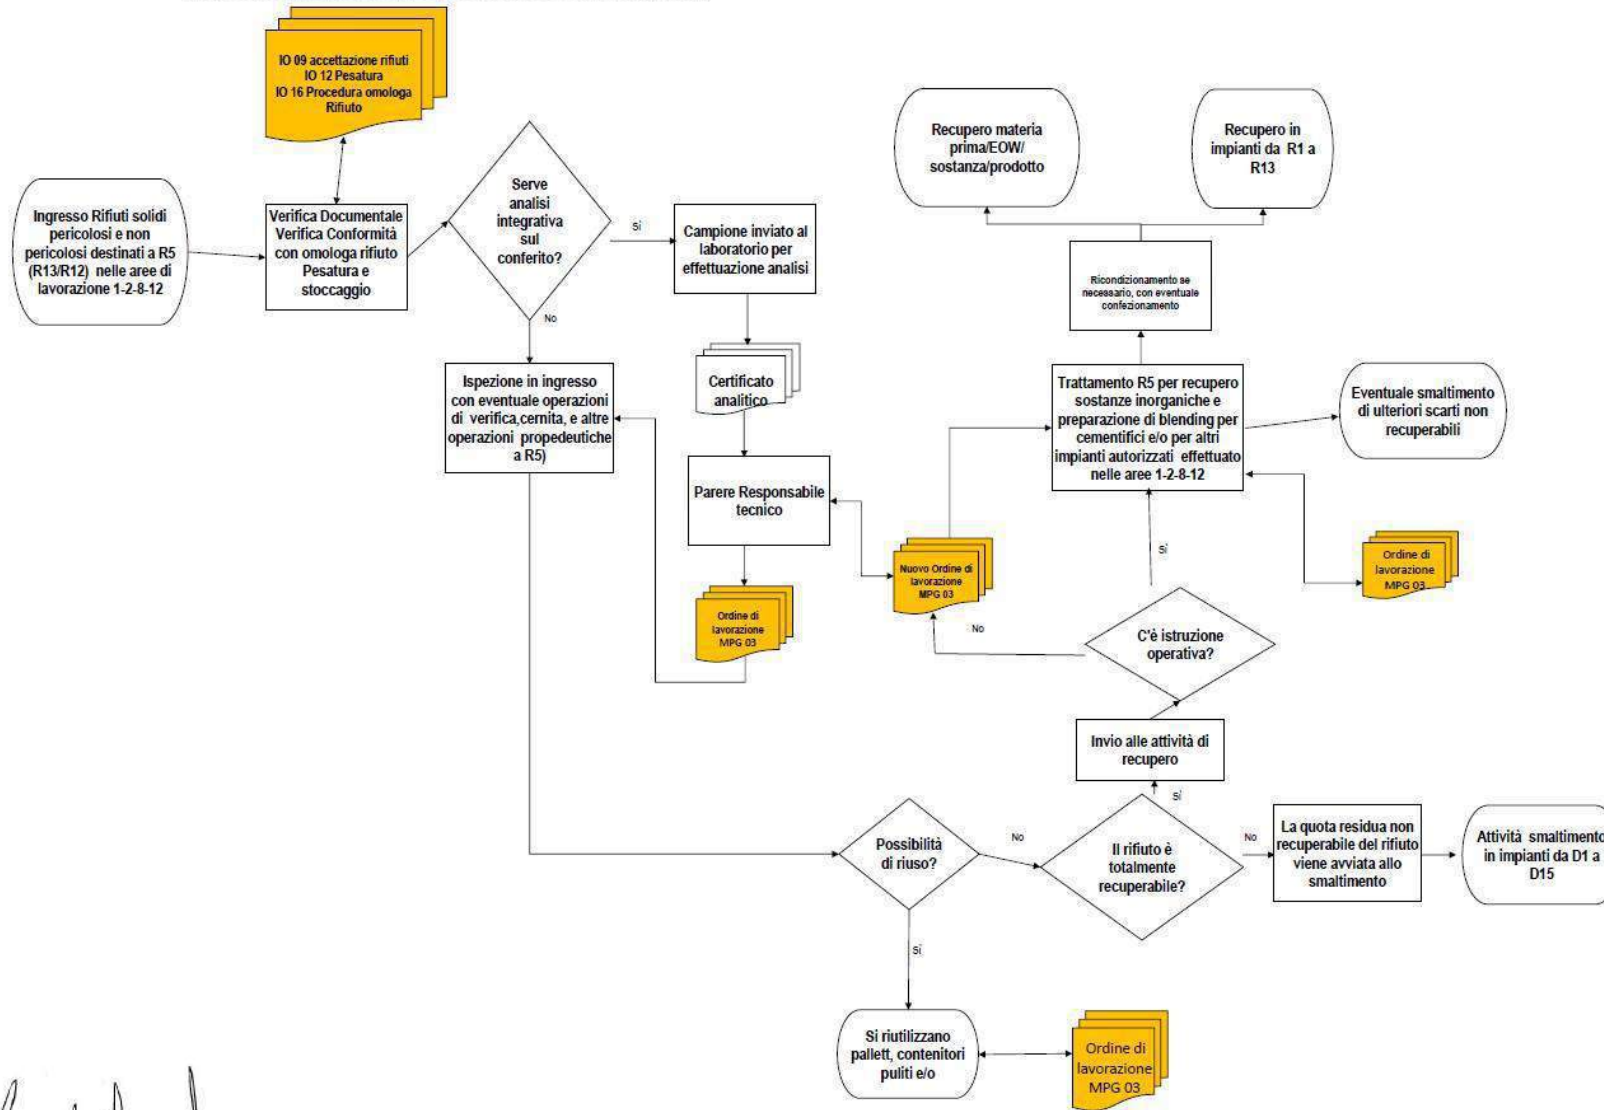 IO 09 accettazione rifiuti
IO 12 Pesatura
IO 16 Procedura omologa
Rifiuto
Ingresso Rifiuti solidi
pericolosi e non
pericolosi destinati a R5
(R13/R12) nelle aree di
lavorazione 1-2-8-12
Verifica Documentale
Verifica Conformità
con omologa rifiuto
Pesatura e
stoccaggio
Serve
analisi
integrativa
sul
conferito?
Sí
No
Campione inviato al
laboratorio per
effettuazione analisi
Certificato
analitico
Parere Responsabile
tecnico
Ordine di
lavorazione
MPG 03
Ispezione in ingresso
con eventuale operazioni
di verifica,cernita, e altre
operazioni propedeutiche
a R5)
Recupero materia
prima/EOW/
sostanza/prodotto
Recupero in
impianti da R1 a
R13
Ricondizionamento se
necessario, con eventuale
confezionamento
Trattamento R5 per recupero
sostanze inorganiche e
preparazione di blending per
cementifici e/o per altri
impianti autorizzati effettuato
nelle aree 1-2-8-12
Eventuale smaltimento
di ulteriori scarti non
recuperabili
Ordine di
lavorazione
MPG 03
Nuovo Ordine di
lavorazione
MPG 03
Sí
No
C'è istruzione
operativa?
Invio alle attività di
recupero
Sí
Possibilità
di riuso?
No
Il rifiuto è
totalmente
recuperabile?
No
La quota residua non
recuperabile del rifiuto
viene avviata allo
smaltimento
Attività smaltimento
in impianti da D1 a
D15
Sí
Si riutilizzano
pallett, contenitori
puliti e/o
Ordine di
lavorazione
MPG 03